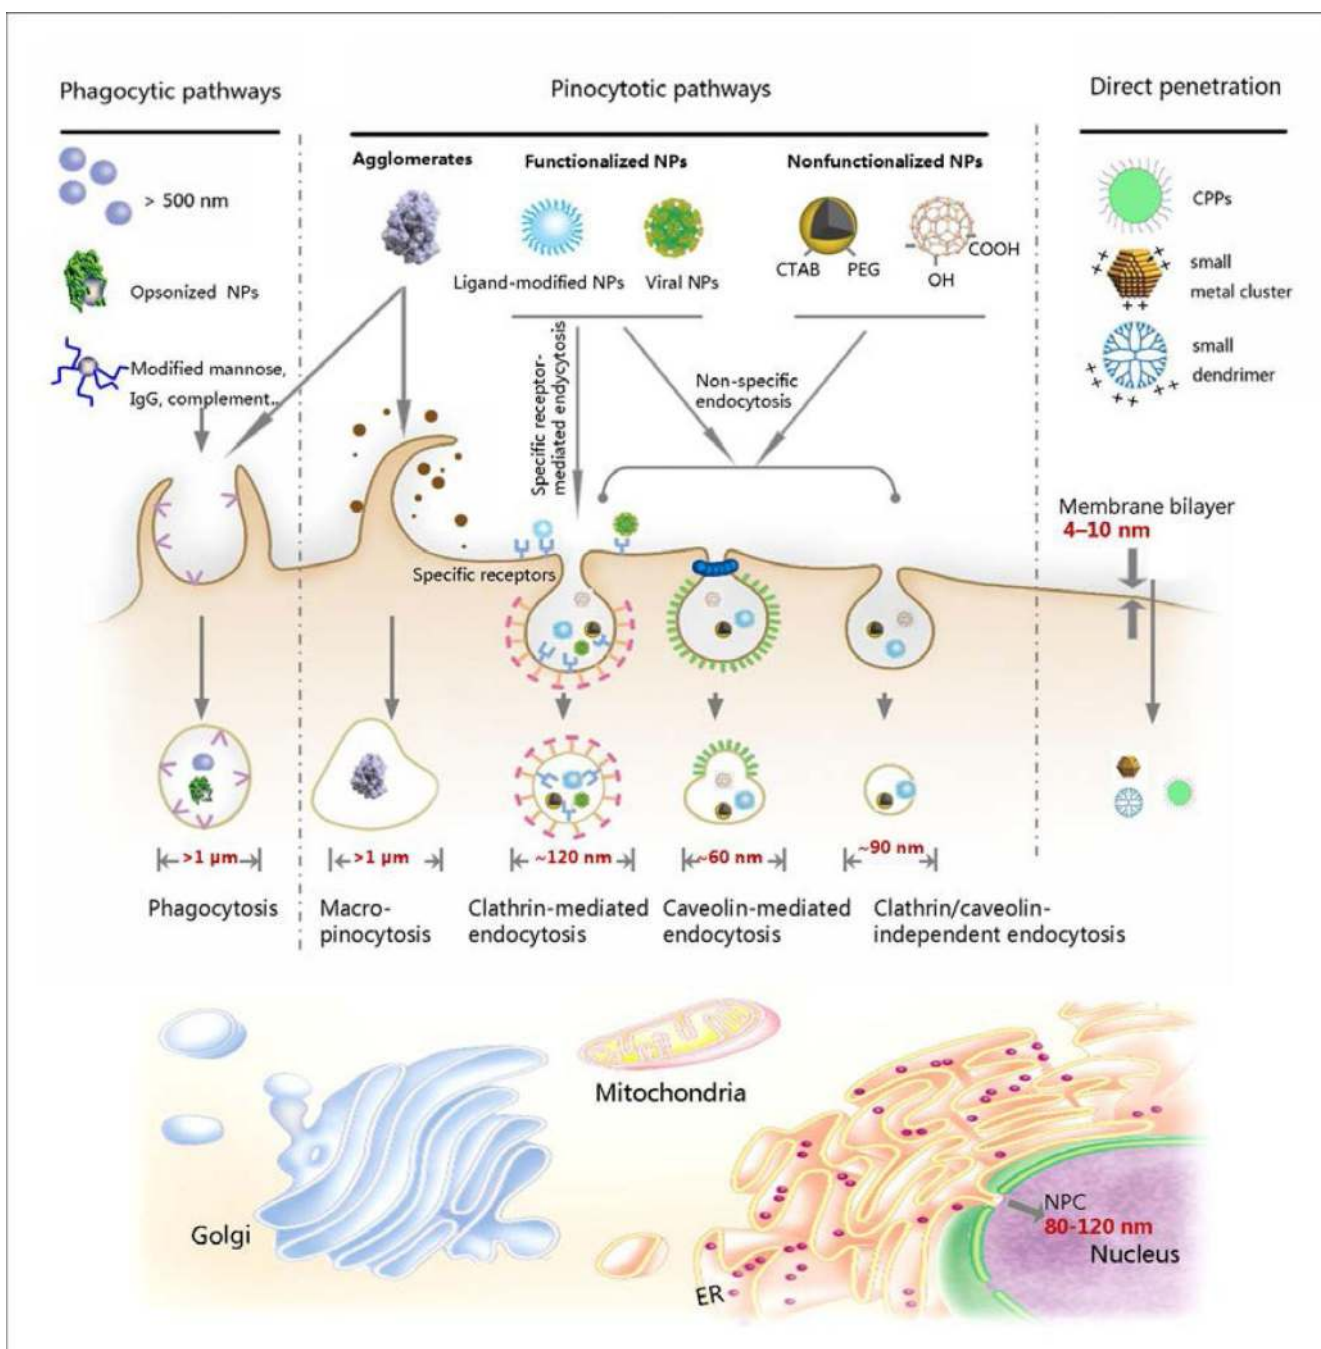 Phagocytic pathways
Pinocytotic pathways
Direct penetration
> 500 nm
Opsonized NPs
Modified mannose,
IgG, complement..
Agglomerates
Functionalized NPs
Nonfunctionalized NPs
Ligand-modified NPs
Viral NPs
CTAB
PEG
COOH
OH
CPPs
small
metal cluster
++
++
++
++
small
dendrimer
++
++
++
Specific receptor-
mediated endycytosis
Non-specific
endocytosis
Specific receptors
Membrane bilayer
4–10 nm
>1 µm
>1 µm
~120 nm
~60 nm
~90 nm
Phagocytosis
Macro-
pinocytosis
Clathrin-mediated
endocytosis
Caveolin-mediated
endocytosis
Clathrin/caveolin-
independent endocytosis
Mitochondria
Golgi
ER
NPC
80-120 nm
Nucleus